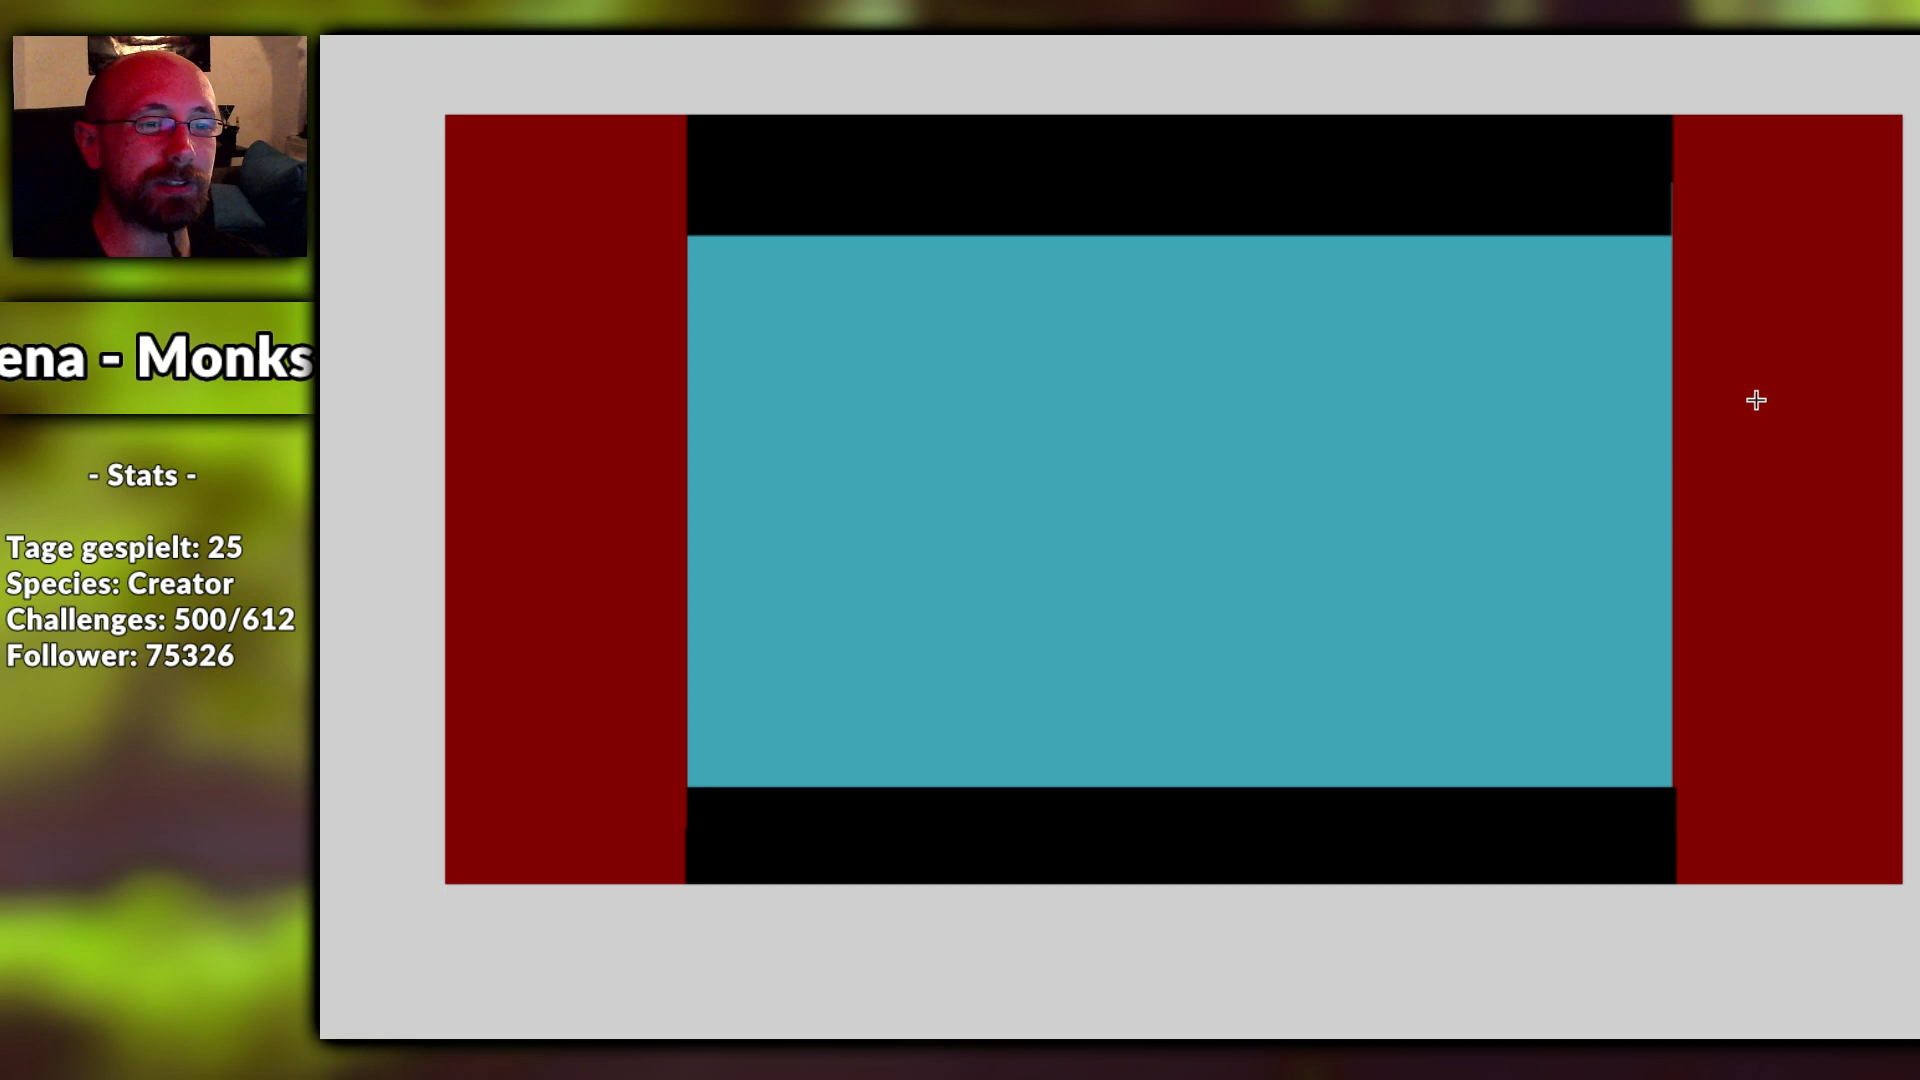 ena - Monks
- Stats -
Tage gespielt: 25
Species: Creator
Challenges: 500/612
Follower: 75326